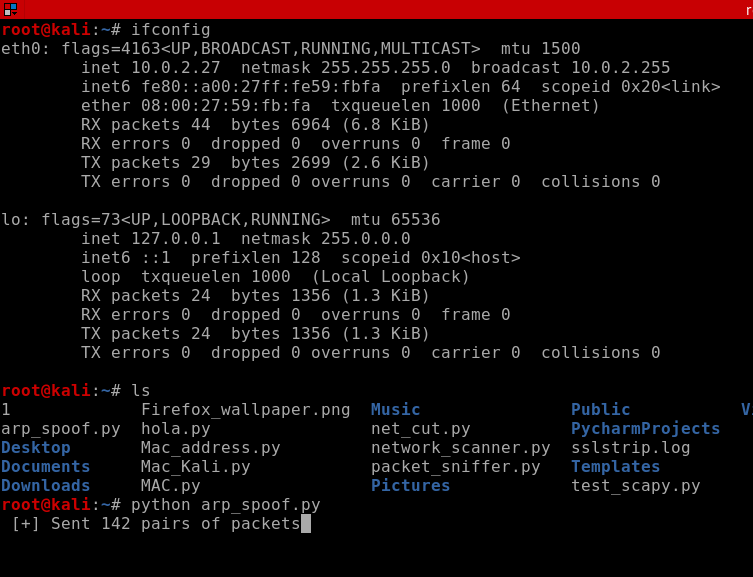 r
root@kali:~# ifconfig
eth0: flags=4163<UP,BROADCAST,RUNNING,MULTICAST>  mtu 1500
        inet 10.0.2.27  netmask 255.255.255.0  broadcast 10.0.2.255
        inet6 fe80::a00:27ff:fe59:fbfa  prefixlen 64  scopeid 0x20<link>
        ether 08:00:27:59:fb:fa  txqueuelen 1000  (Ethernet)
        RX packets 44  bytes 6964 (6.8 KiB)
        RX errors 0  dropped 0  overruns 0  frame 0
        TX packets 29  bytes 2699 (2.6 KiB)
        TX errors 0  dropped 0 overruns 0  carrier 0  collisions 0

lo: flags=73<UP,LOOPBACK,RUNNING>  mtu 65536
        inet 127.0.0.1  netmask 255.0.0.0
        inet6 ::1  prefixlen 128  scopeid 0x10<host>
        loop  txqueuelen 1000  (Local Loopback)
        RX packets 24  bytes 1356 (1.3 KiB)
        RX errors 0  dropped 0  overruns 0  frame 0
        TX packets 24  bytes 1356 (1.3 KiB)
        TX errors 0  dropped 0 overruns 0  carrier 0  collisions 0

root@kali:~# ls
1             Firefox_wallpaper.png  Music               Public
arp_spoof.py  hola.py                net_cut.py          PycharmProjects
Desktop       Mac_address.py         network_scanner.py  sslstrip.log
Documents     Mac_Kali.py            packet_sniffer.py   Templates
Downloads     MAC.py                 Pictures            test_scapy.py
root@kali:~# python arp_spoof.py
 [+] Sent 142 pairs of packets